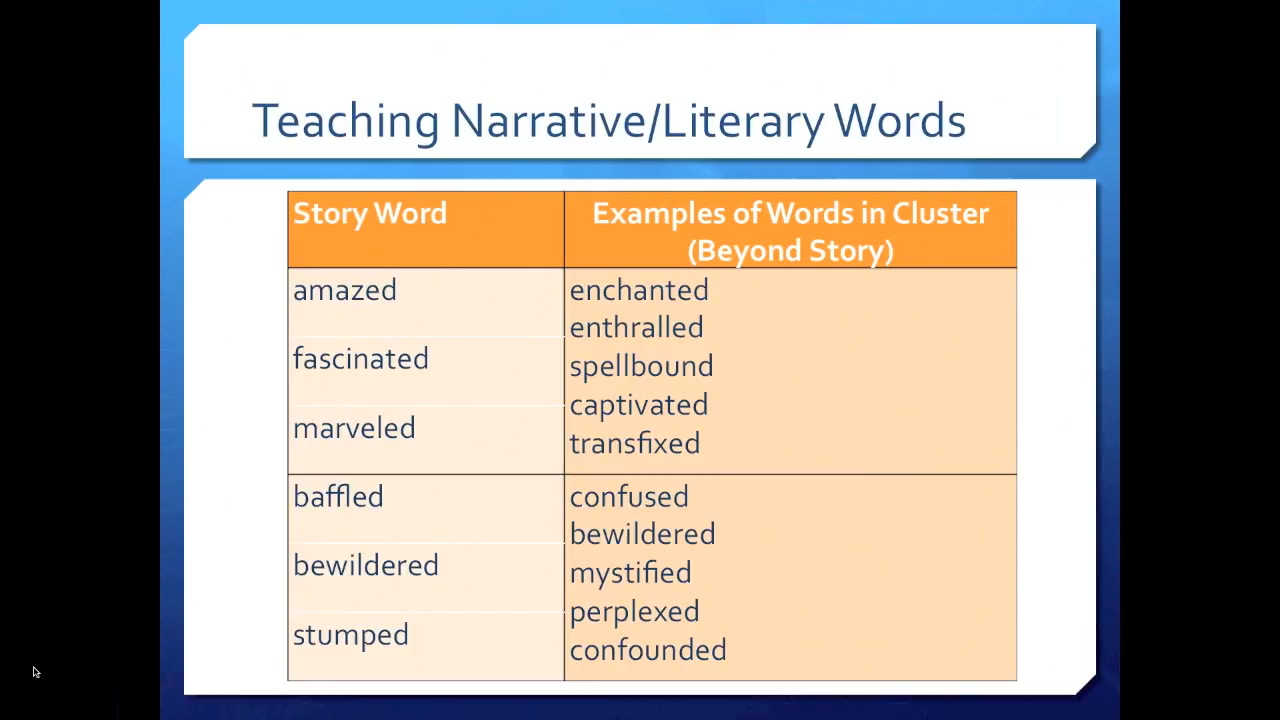 Teaching Narrative/Literary Words
Story Word
Examples of Words in Cluster
(Beyond Story)
amazed
fascinated
marveled
enchanted
enthralled
spellbound
captivated
transfixed
baffled
bewildered
stumped
confused
bewildered
mystified
perplexed
confounded